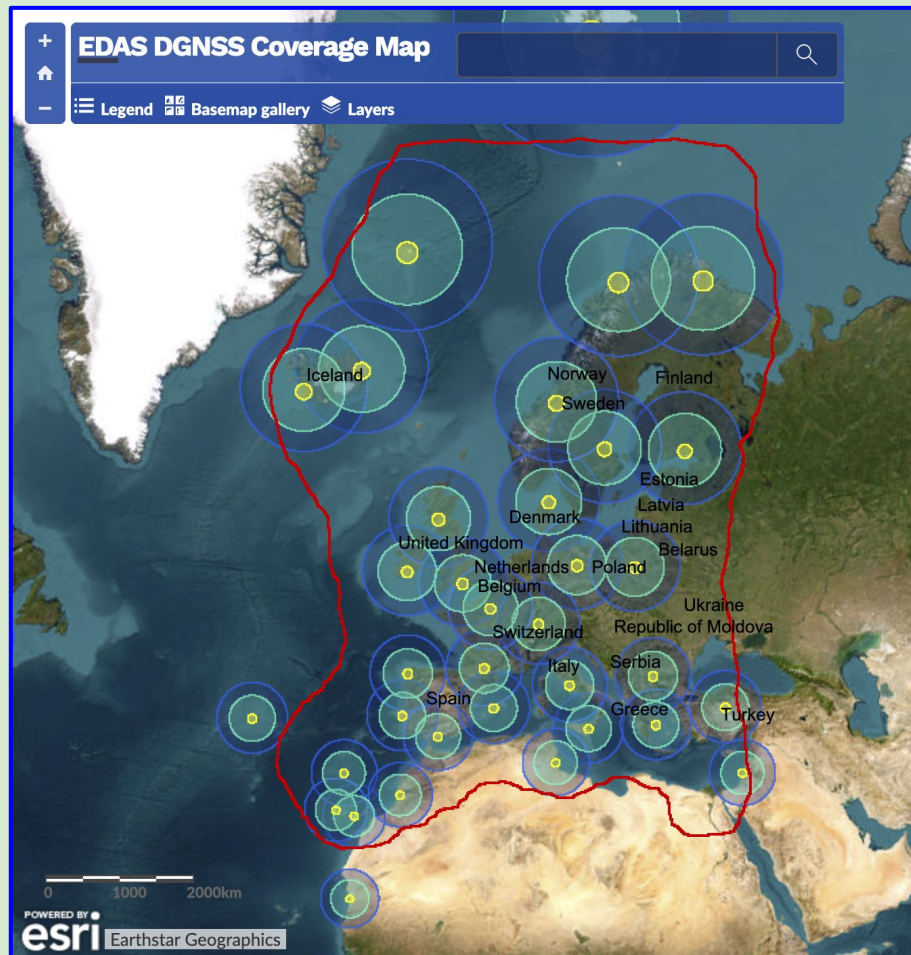 EDAS DGNSS Coverage Map
Legend Basemap gallery Layers
Iceland
Norway
Finland
Sweden
Estonia
Latvia
Denmark
Lithuania
United Kingdom
Belarus
Netherlands
Poland
Belgium
Ukraine
Republic of Moldova
Switzerland
Italy
Serbia
Spain
Greece
Turkey
0 1000 2000km
POWERED BY
esri
Earthstar Geographics